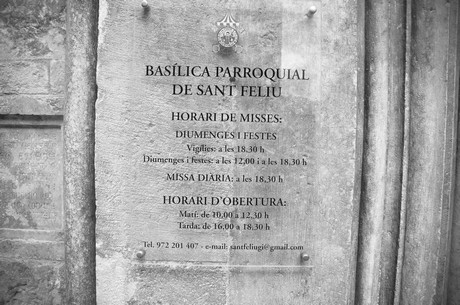 BASÍLICA PARROQUIAL
DE SANT FELIU
HORARI DE MISSES:
DIUMENGES I FESTES
Vigílies: a les 18,30 h
Diumenges i festes: a les 12,00 i a les 18,30 h
MISSA DIÀRIA: a les 18,30 h
HORARI D'OBERTURA:
Matí: de 10,00 a 12,30 h
Tarda: de 16,00 a 18,30 h
Tel. 972 201 407 - e-mail: santfeliugi@gmail.com